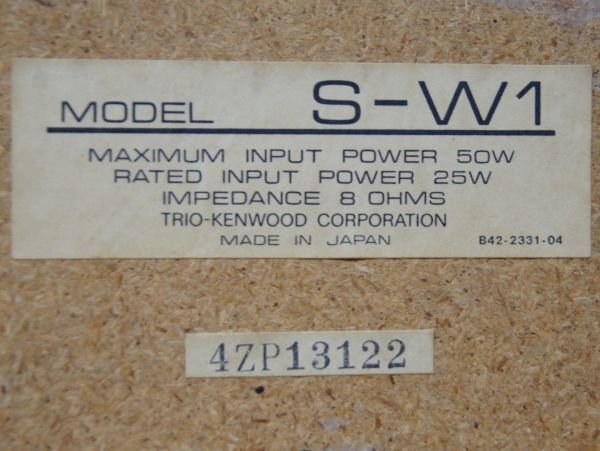 MODEL S-W1
MAXIMUM INPUT POWER 50W
RATED INPUT POWER 25W
IMPEDANCE 8 OHMS
TRIO-KENWOOD CORPORATION
MADE IN JAPAN B42-2331-04
4ZP13122